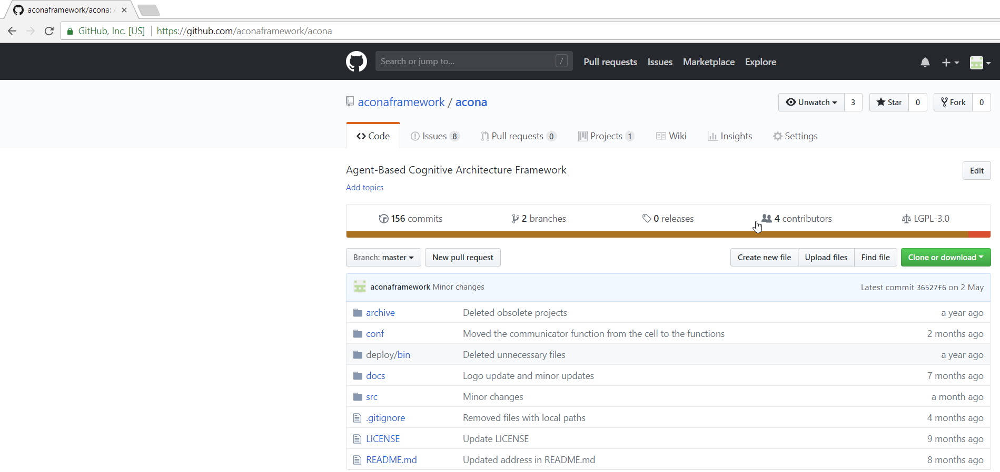 aconaframework/acona: A
GitHub, Inc. [US] https://github.com/aconaframework/acona
Search or jump to... / Pull requests Issues Marketplace Explore
aconaframework / acona Unwatch 3 Star 0 Fork 0
Code Issues 8 Pull requests 0 Projects 1 Wiki Insights Settings
Agent-Based Cognitive Architecture Framework Edit
Add topics
156 commits 2 branches 0 releases 4 contributors LGPL-3.0
Branch: master New pull request Create new file Upload files Find file Clone or download
aconaframework Minor changes Latest commit 36527f6 on 2 May
archive Deleted obsolete projects a year ago
conf Moved the communicator function from the cell to the functions 2 months ago
deploy/bin Deleted unnecessary files a year ago
docs Logo update and minor updates 7 months ago
src Minor changes a month ago
.gitignore Removed files with local paths 4 months ago
LICENSE Update LICENSE 9 months ago
README.md Updated address in README.md 8 months ago